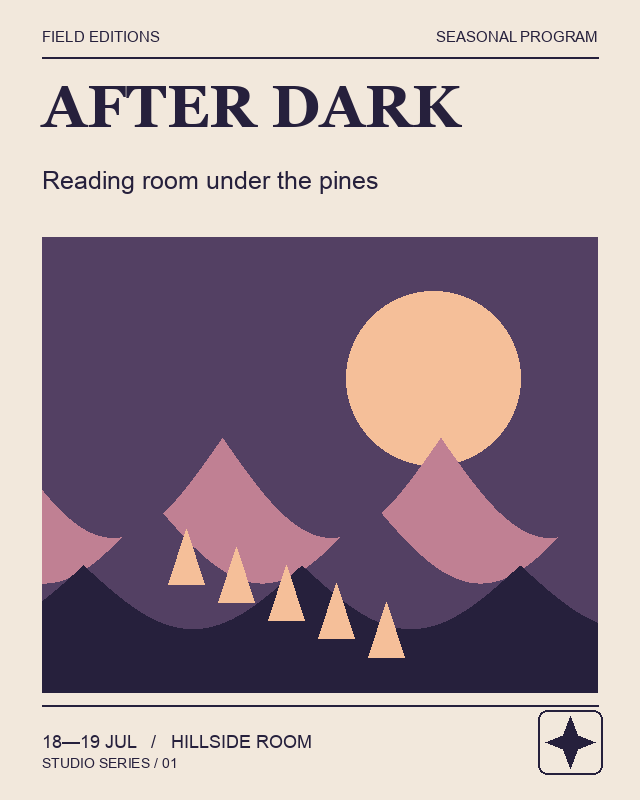 FIELD EDITIONS
SEASONAL PROGRAM
AFTER DARK
Reading room under the pines
18—19 JUL / HILLSIDE ROOM
STUDIO SERIES / 01